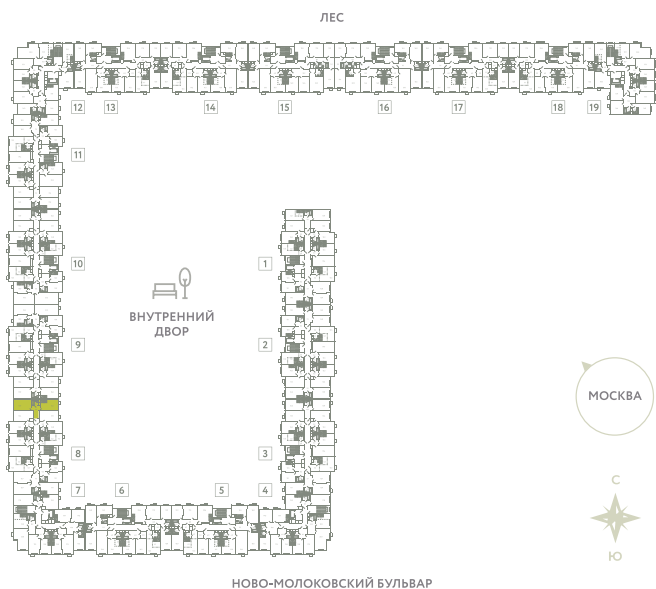 ЛЕС
12 13 14 15 16 17 18 19
11
10 1
ВНУТРЕННИЙ
ДВОР
9 2
МОСКВА
8 3
7 6 5 4
С
Ю
НОВО-МОЛОКОВСКИЙ БУЛЬВАР